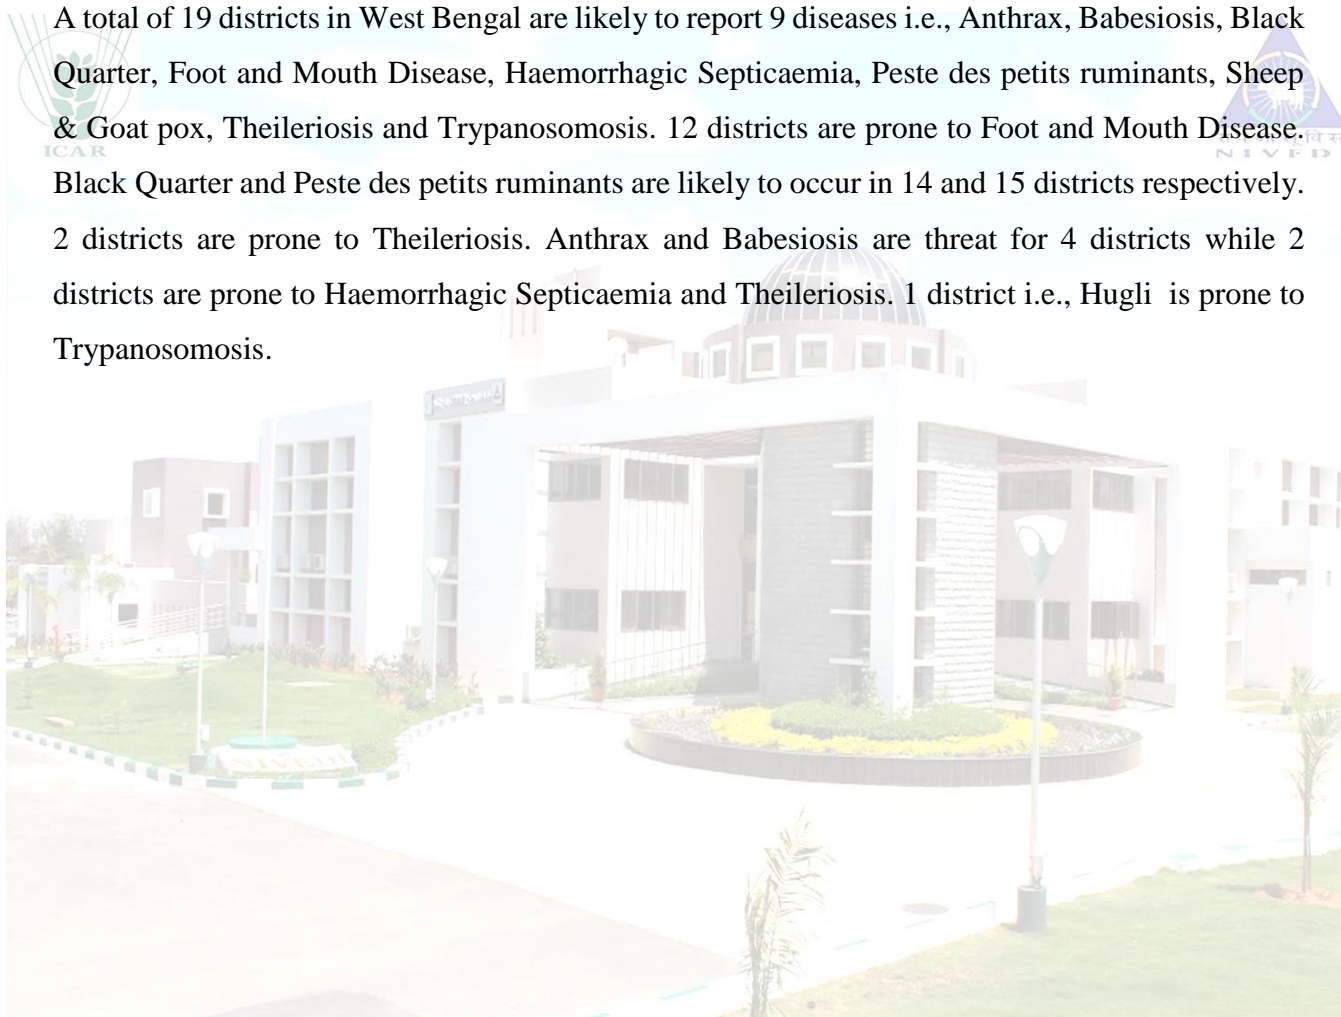 A total of 19 districts in West Bengal are likely to report 9 diseases i.e., Anthrax, Babesiosis, Black
Quarter, Foot and Mouth Disease, Haemorrhagic Septicaemia, Peste des petits ruminants, Sheep
& Goat pox, Theileriosis and Trypanosomosis. 12 districts are prone to Foot and Mouth Disease.
ICAR
NIVED
Black Quarter and Peste des petits ruminants are likely to occur in 14 and 15 districts respectively.
2 districts are prone to Theileriosis. Anthrax and Babesiosis are threat for 4 districts while 2
districts are prone to Haemorrhagic Septicaemia and Theileriosis. 1 district i.e., Hugli is prone to
Trypanosomosis.
NIVEDI